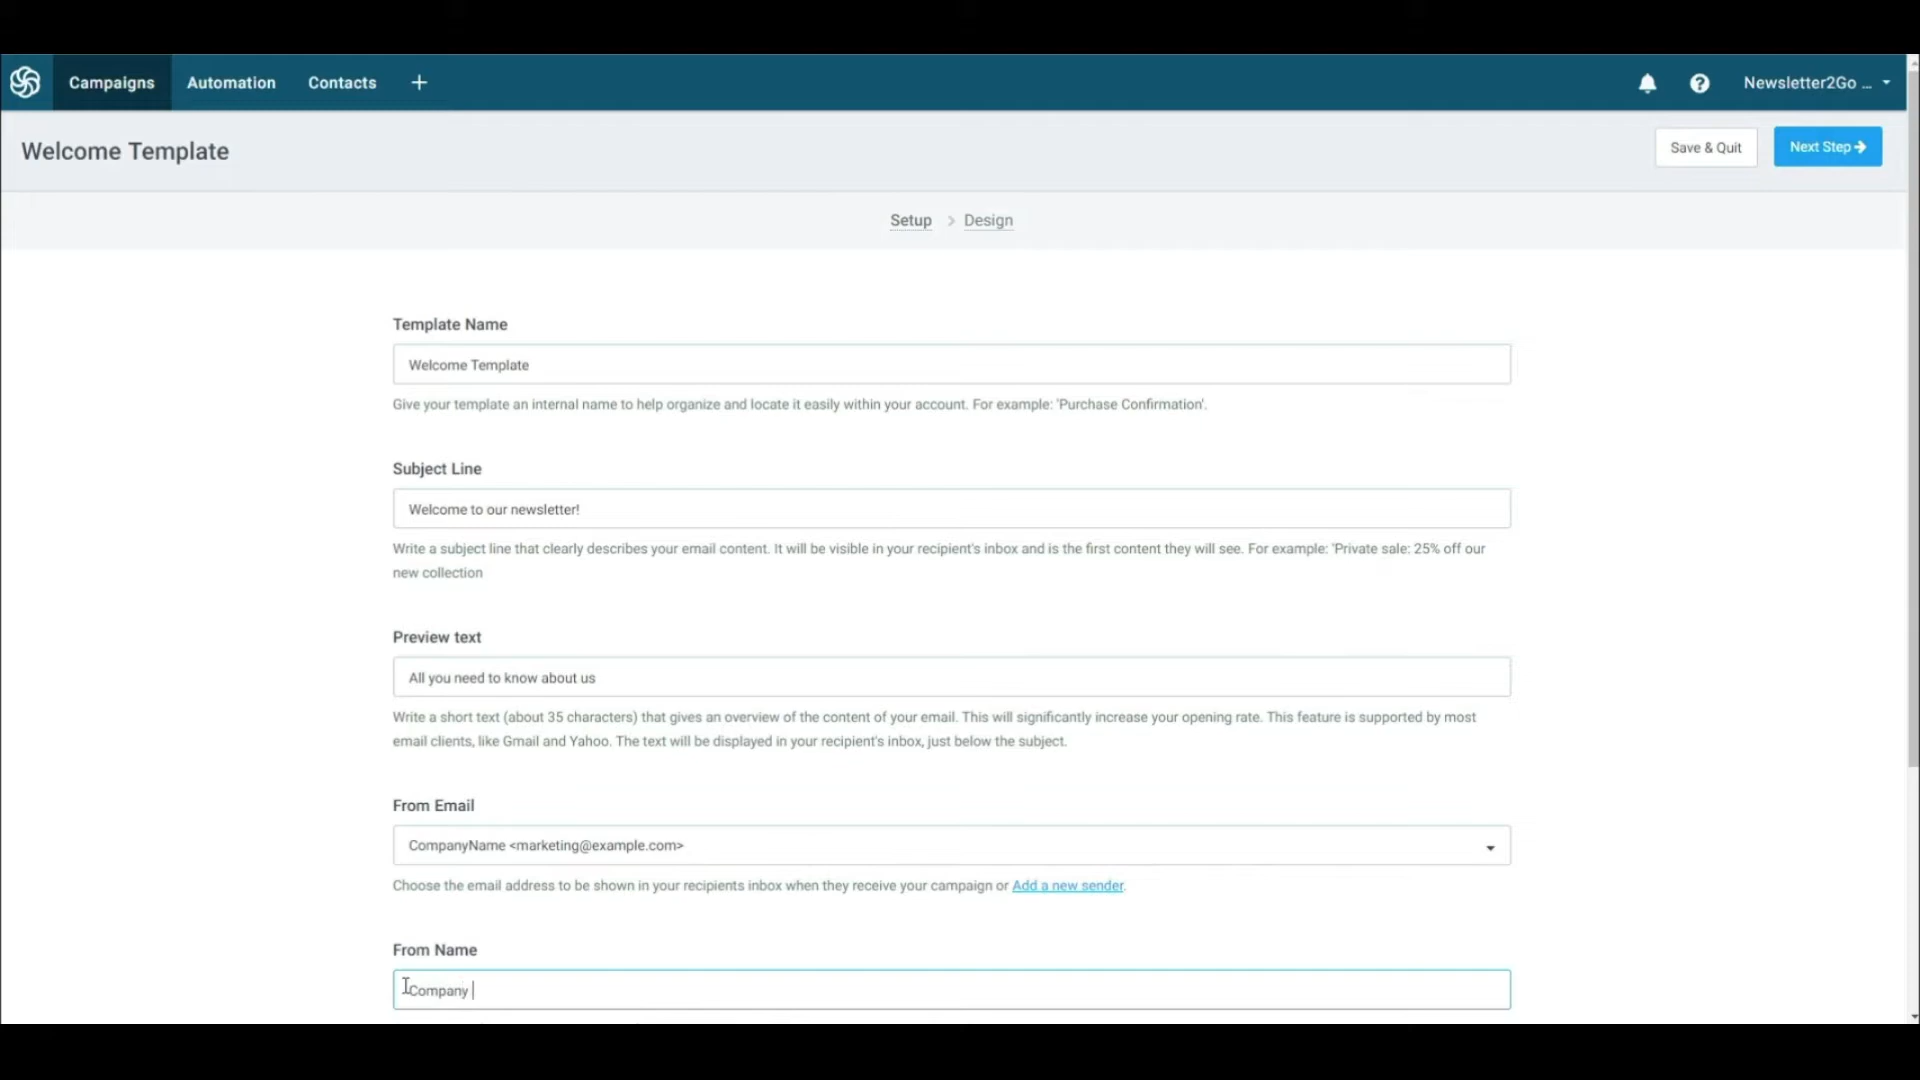 Campaigns Automation Contacts + Newsletter2Go ...
Welcome Template
Save & Quit
Next Step
Setup > Design
Template Name
Welcome Template
Give your template an internal name to help organize and locate it easily within your account. For example: 'Purchase Confirmation'.
Subject Line
Welcome to our newsletter!
Write a subject line that clearly describes your email content. It will be visible in your recipient's inbox and is the first content they will see. For example: 'Private sale: 25% off our
new collection
Preview text
All you need to know about us
Write a short text (about 35 characters) that gives an overview of the content of your email. This will significantly increase your opening rate. This feature is supported by most
email clients, like Gmail and Yahoo. The text will be displayed in your recipient's inbox, just below the subject.
From Email
CompanyName <marketing@example.com>
Choose the email address to be shown in your recipients inbox when they receive your campaign or Add a new sender.
From Name
Company